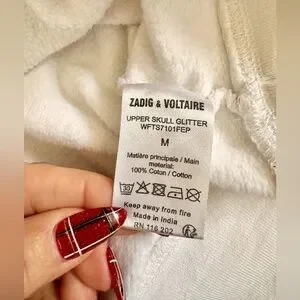 ZADIG & VOLTAIRE
UPPER SKULL GLITTER
WFTS7101FEP
M
Matière principale / Main
material:
100% Coton / Cotton
Keep away from fire
Made in India
RN 116 202